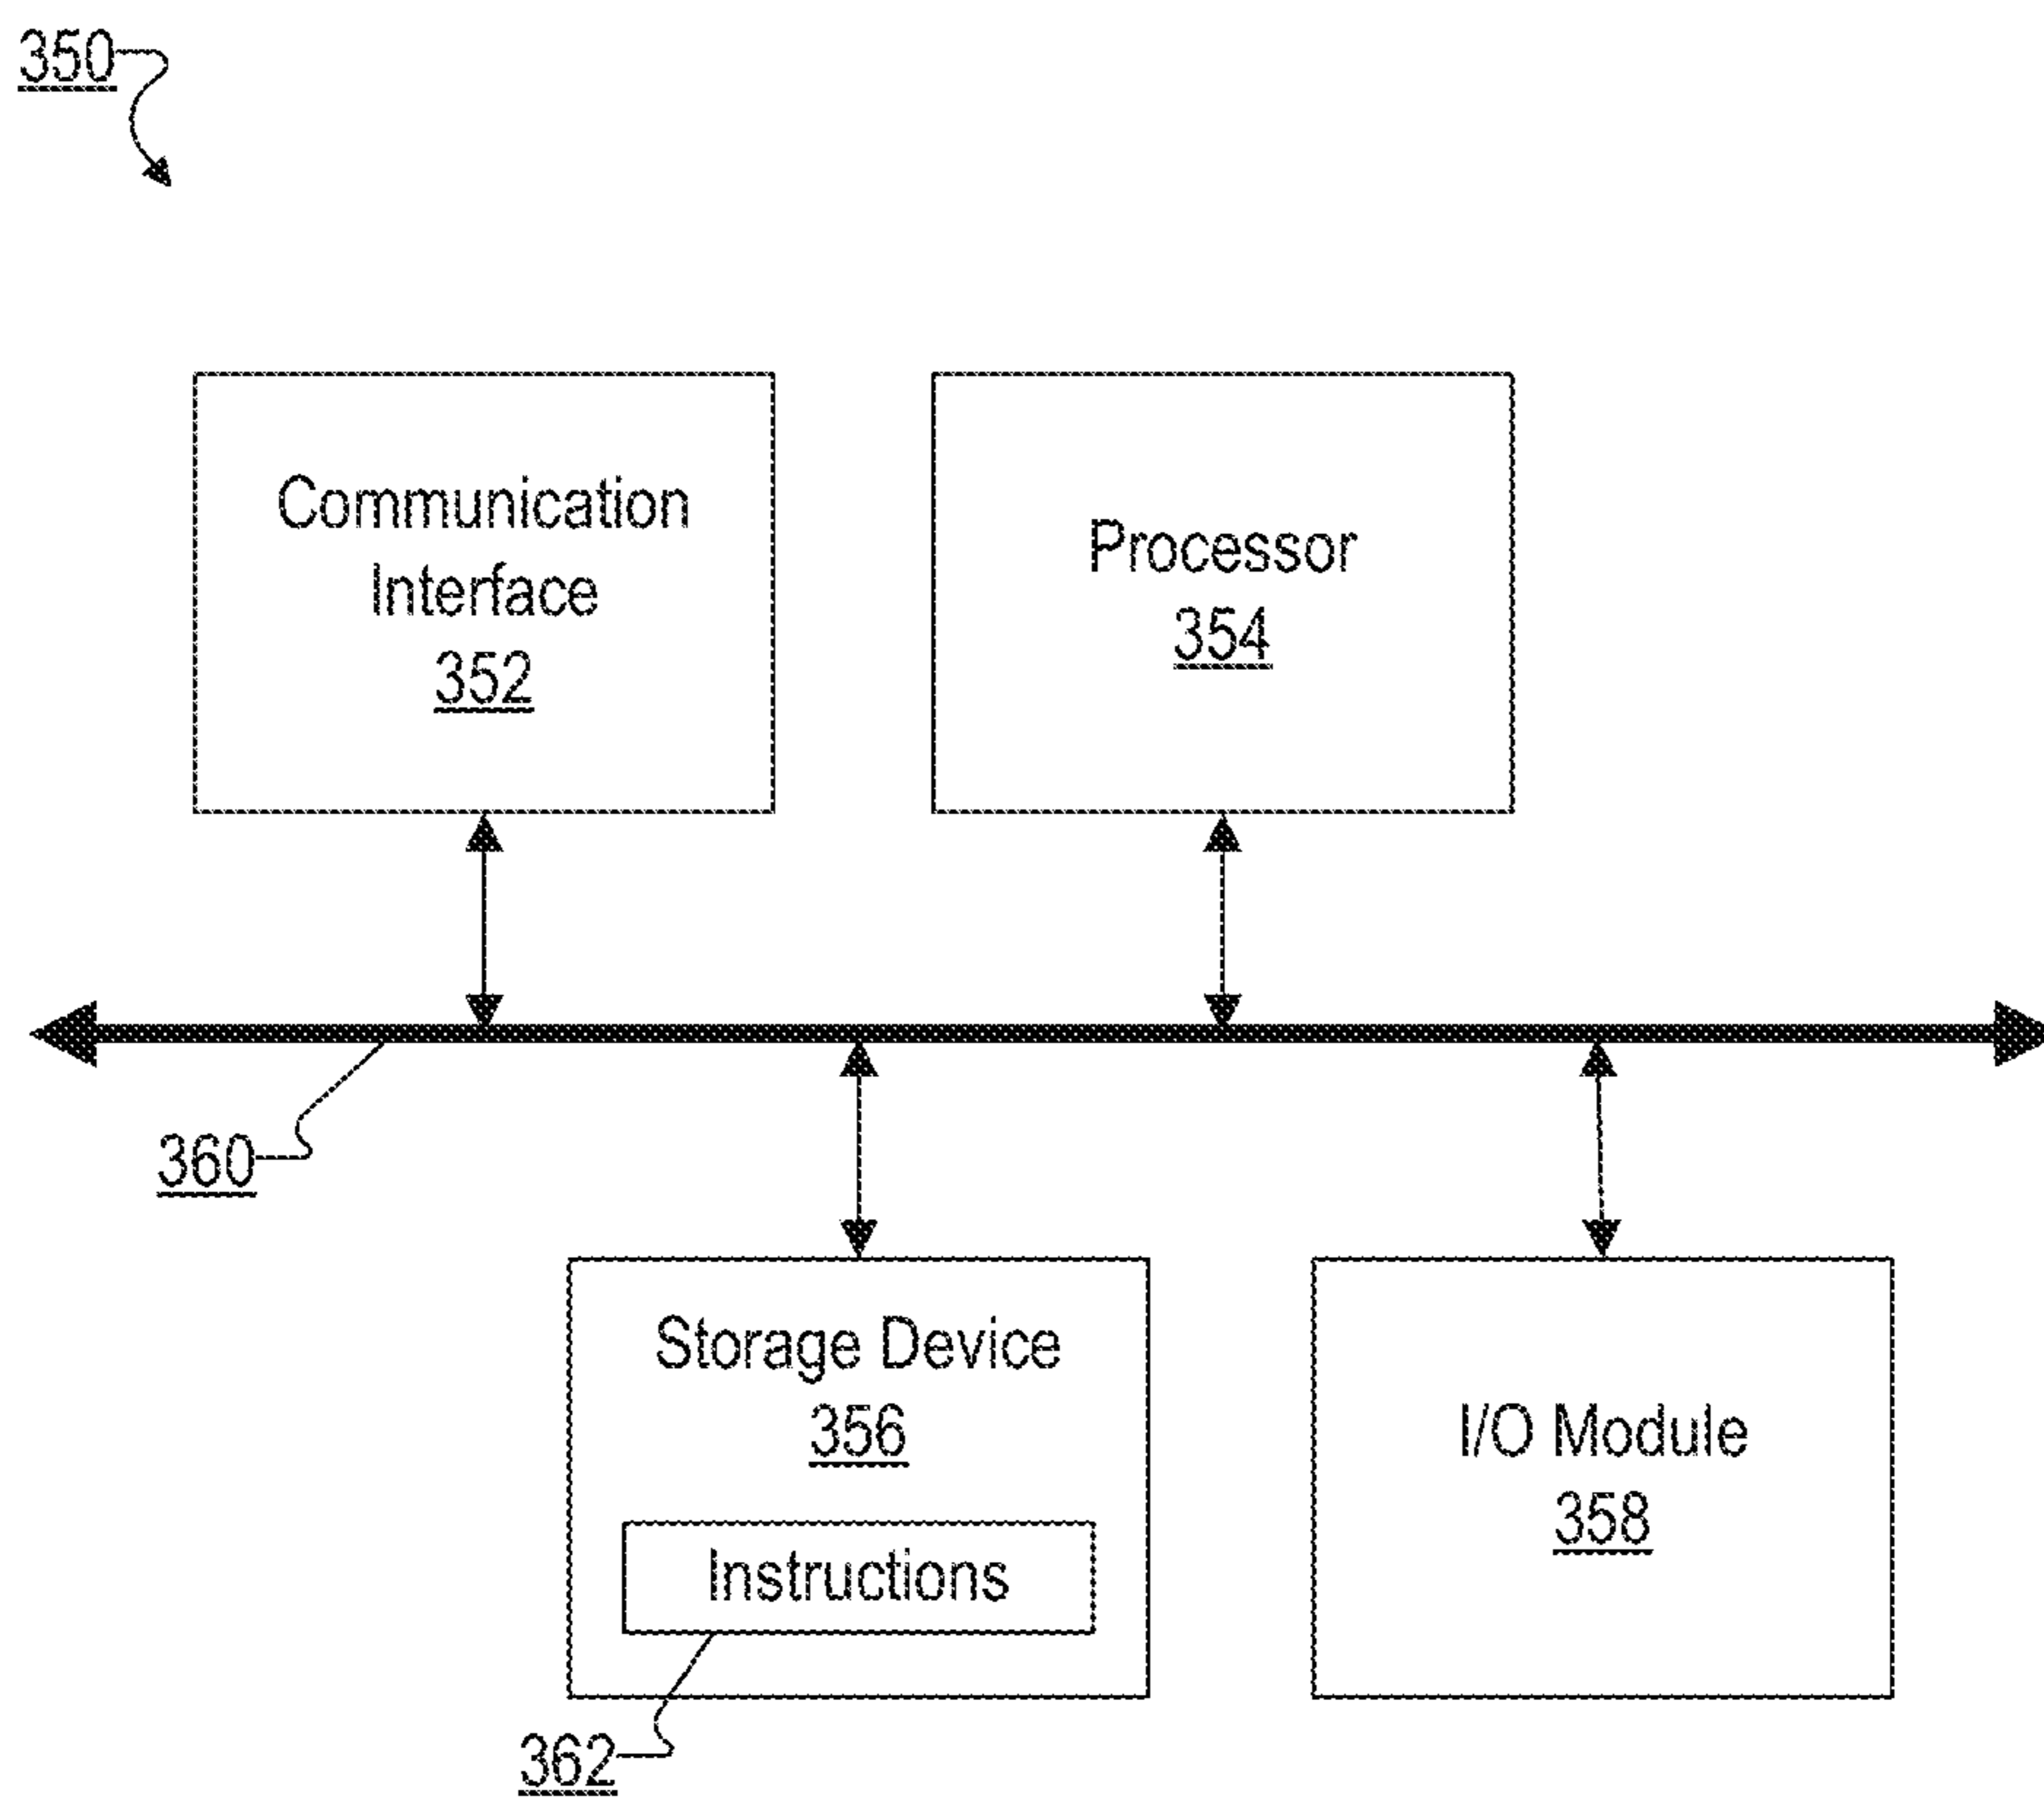 350
Communication
Interface
352
Processor
354
360
Storage Device
356
Instructions
362
I/O Module
358